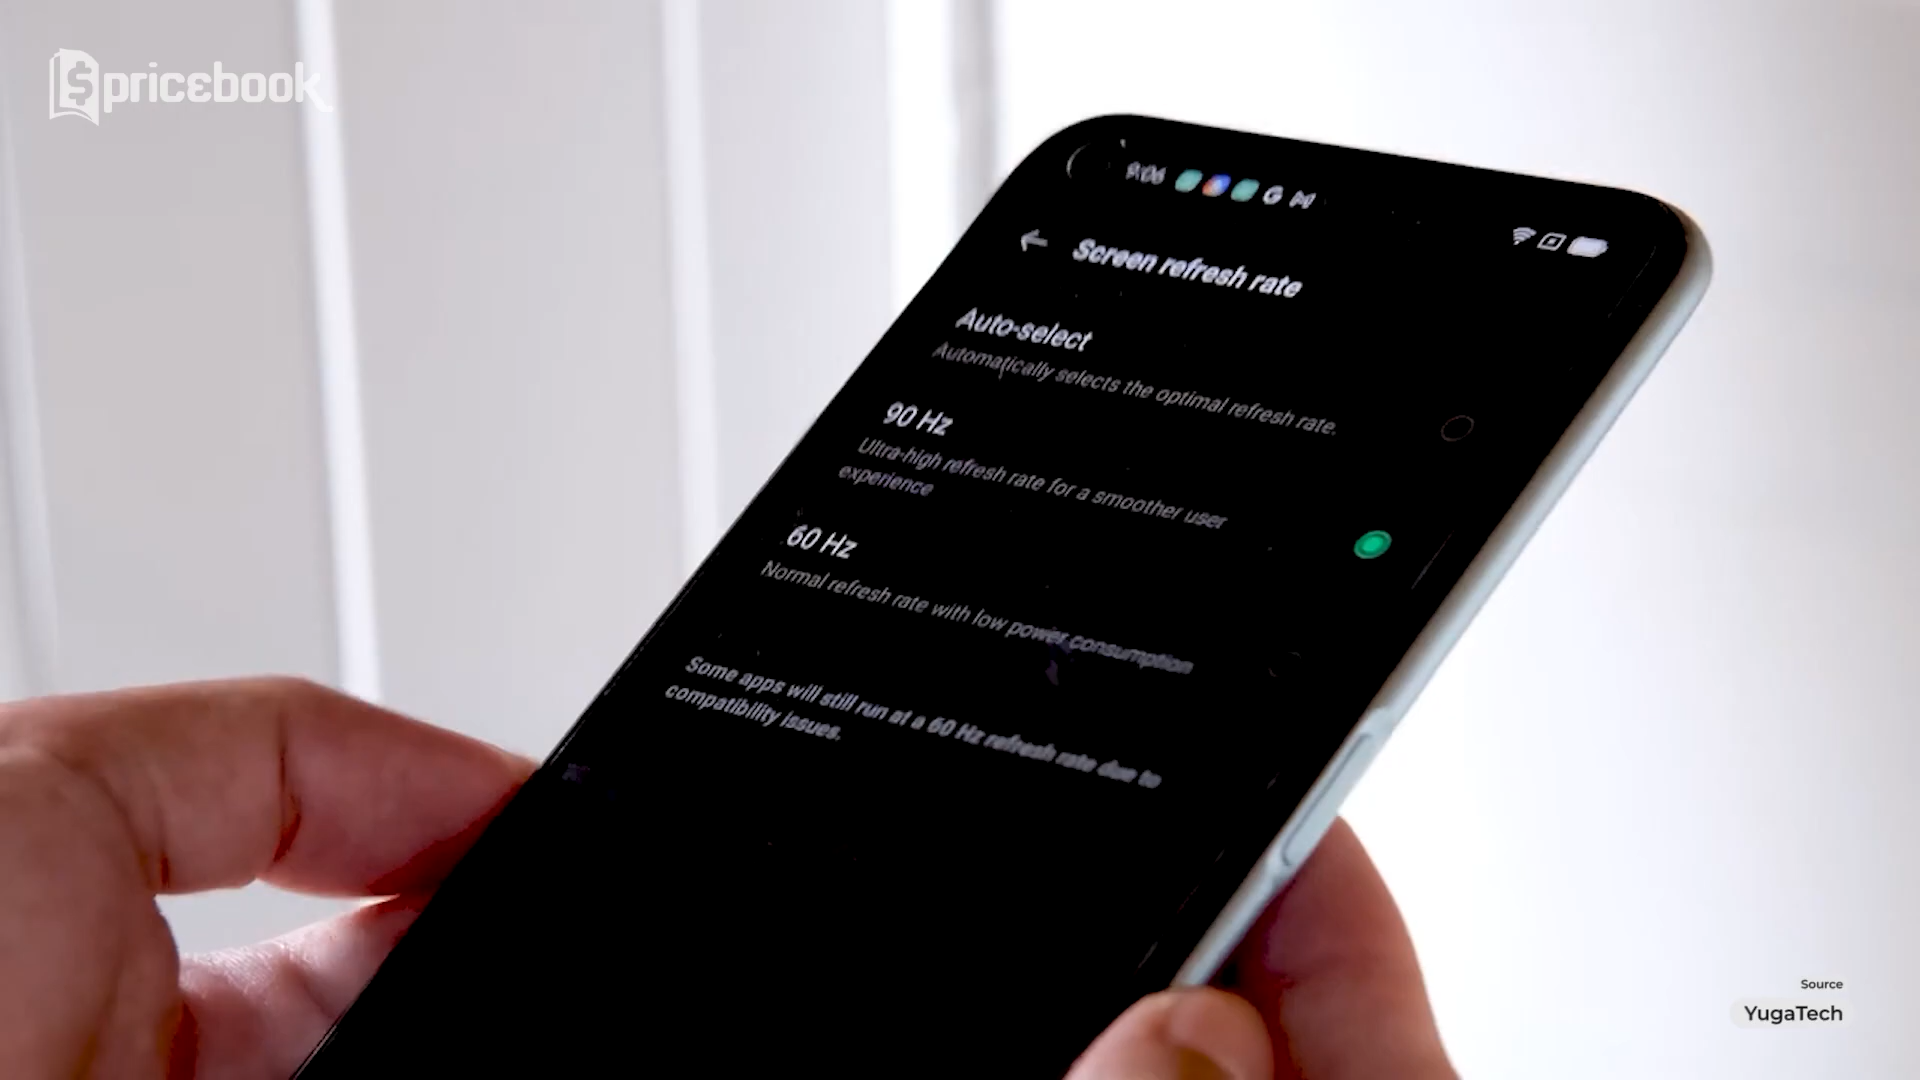 pricebook
9:06
G
Screen refresh rate
Auto-select
Automatically selects the optimal refresh rate.
90 Hz
Ultra-high refresh rate for a smoother user
experience
60 Hz
Normal refresh rate with low power consumption
Some apps will still run at a 60 Hz refresh rate due to
compatibility issues.
Source
YugaTech